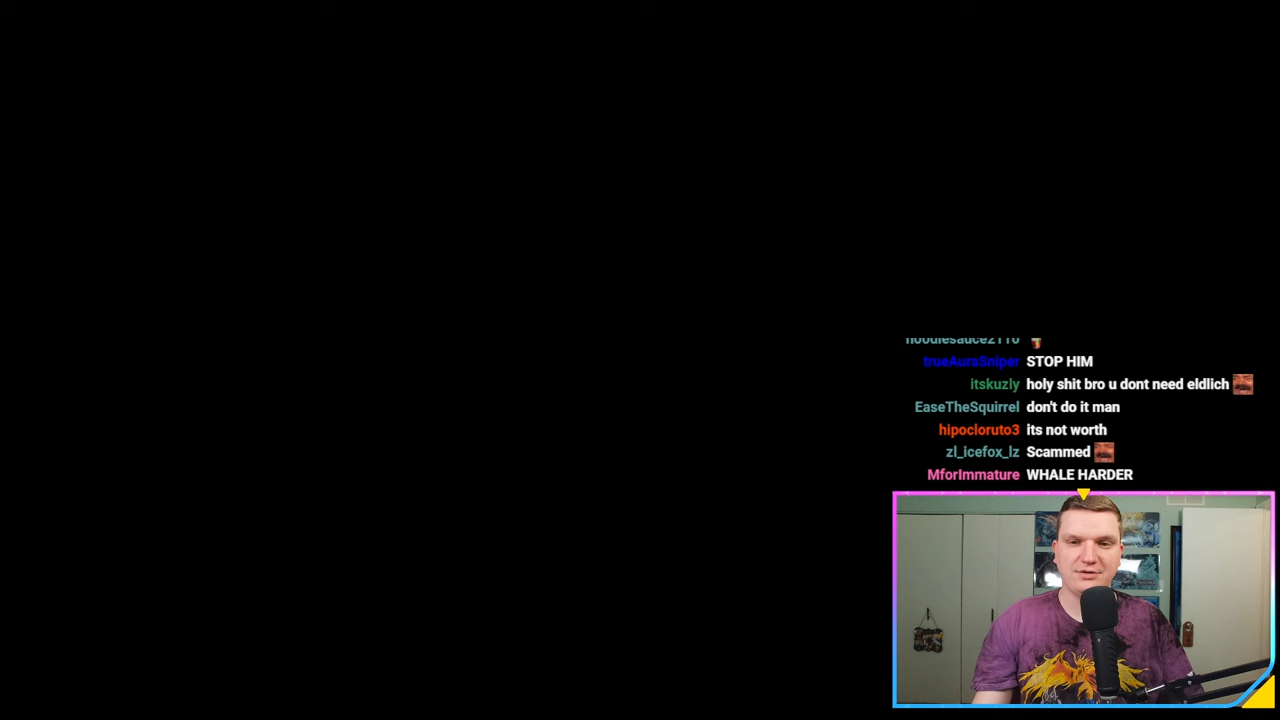 trueAuraSniper STOP HIM
itskuzly holy shit bro u dont need eldlich
EaseTheSquirrel don't do it man
hipocloruto3 its not worth
zl_icefox_lz Scammed
MforImmature WHALE HARDER